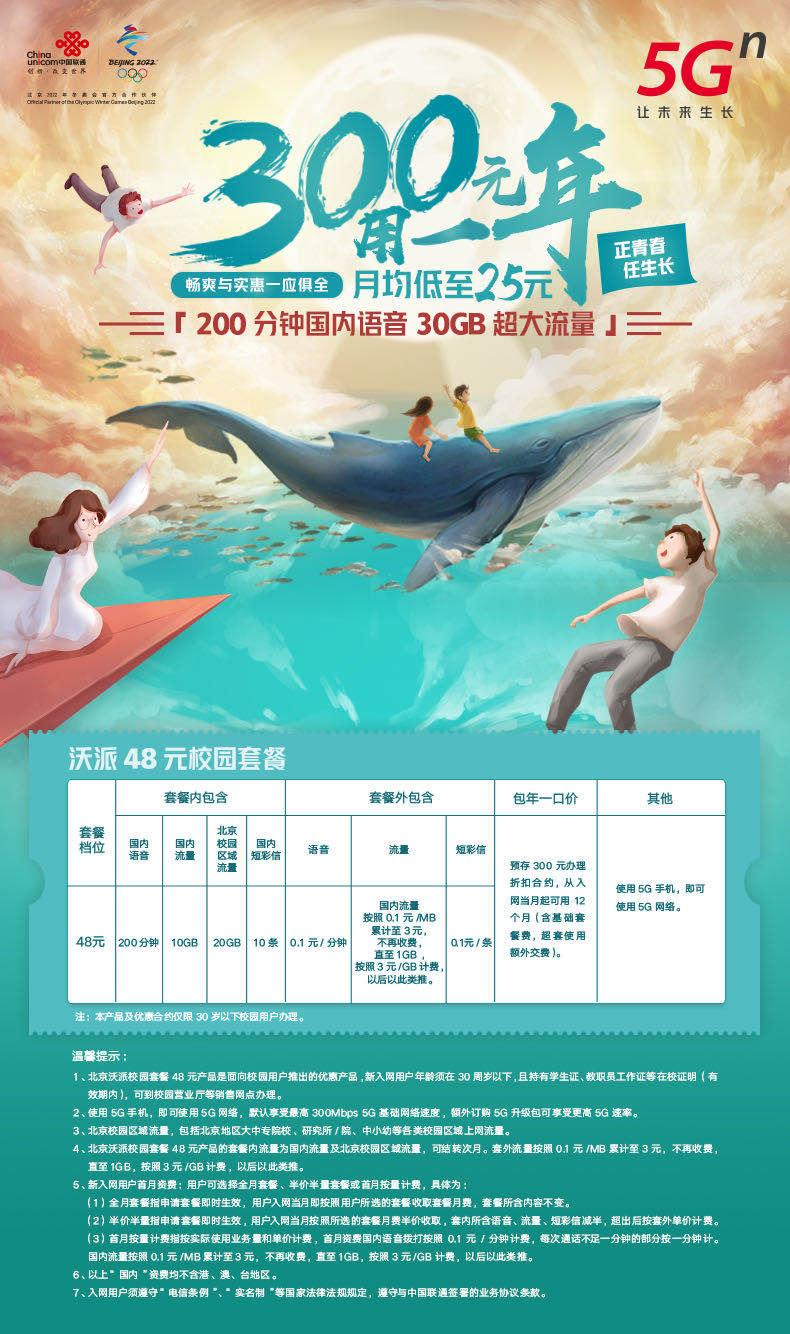 China
unicom中国联通
创新·改变世界
BEIJING 2022
北京2022年冬奥会官方合作伙伴
Official Partner of the Olympic Winter Games Beijing 2022
5Gⁿ
让未来生长
300元
用一年
正青春
任生长
畅爽与实惠一应俱全
月均低至25元
「200分钟国内语音 30GB超大流量」
沃派48元校园套餐
套餐档位
套餐内包含
套餐外包含
包年一口价
其他
国内
语音
国内
流量
北京
校园
区域
流量
国内
短彩信
语音
流量
短彩信
48元
200分钟
10GB
20GB
10条
0.1元/分钟
国内流量
按照0.1元/MB
累计至3元，
不再收费，
直至1GB，
按照3元/GB计费，
以后以此类推。
0.1元/条
预存300元办理
折扣合约，从入
网当月起可用12
个月（含基础套
餐费，超套使用
额外交费）。
使用5G手机，即可
使用5G网络。
注：本产品及优惠合约仅限30岁以下校园用户办理。
温馨提示：
1、北京沃派校园套餐48元产品是面向校园用户推出的优惠产品，新入网用户年龄须在30周岁以下，且持有学生证、教职员工作证等在校证明（有
效期内），可到校园营业厅等销售网点办理。
2、使用5G手机，即可使用5G网络，默认享受最高300Mbps 5G基础网络速度，额外订购5G升级包可享受更高5G速率。
3、北京校园区域流量，包括北京地区大中专院校、研究所/院、中小幼等各类校园区域上网流量。
4、北京沃派校园套餐48元产品的套餐内流量为国内流量及北京校园区域流量，可结转次月。套外流量按照0.1元/MB累计至3元，不再收费，
直至1GB，按照3元/GB计费，以后以此类推。
5、新入网用户首月资费：用户可选择全月套餐、半价半量套餐或首月按量计费，具体为：
（1）全月套餐指申请套餐即时生效，用户入网当月即按照用户所选的套餐收取套餐月费，套餐所含内容不变。
（2）半价半量指申请套餐即时生效，用户入网当月按照所选的套餐月费半价收取，套内所含语音、流量、短彩信减半，超出后按套外单价计费。
（3）首月按量计费指按实际使用业务量和单价计费，首月资费国内语音拨打按照0.1元/分钟计费，每次通话不足一分钟的部分按一分钟计。
国内流量按照0.1元/MB累计至3元，不再收费，直至1GB，按照3元/GB计费，以后以此类推。
6、以上“国内”资费均不含港、澳、台地区。
7、入网用户须遵守“电信条例”、“实名制”等国家法律法规规定，遵守与中国联通签署的业务协议条款。